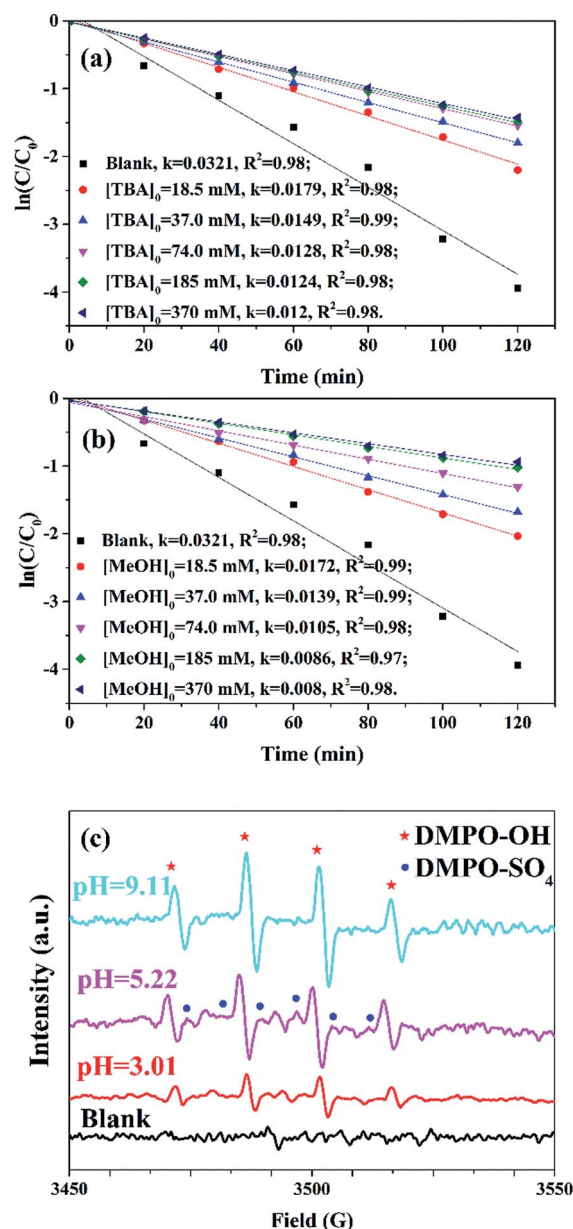 (a)
0
-1
-2
-3
-4
ln(C/C₀)
Blank, k=0.0321, R²=0.98;
[TBA]₀=18.5 mM, k=0.0179, R²=0.98;
[TBA]₀=37.0 mM, k=0.0149, R²=0.99;
[TBA]₀=74.0 mM, k=0.0128, R²=0.98;
[TBA]₀=185 mM, k=0.0124, R²=0.98;
[TBA]₀=370 mM, k=0.012, R²=0.98.
0 20 40 60 80 100 120
Time (min)
(b)
0
-1
-2
-3
-4
ln(C/C₀)
Blank, k=0.0321, R²=0.98;
[MeOH]₀=18.5 mM, k=0.0172, R²=0.99;
[MeOH]₀=37.0 mM, k=0.0139, R²=0.99;
[MeOH]₀=74.0 mM, k=0.0105, R²=0.98;
[MeOH]₀=185 mM, k=0.0086, R²=0.97;
[MeOH]₀=370 mM, k=0.008, R²=0.98.
0 20 40 60 80 100 120
Time (min)
(c)
DMPO-OH
DMPO-SO₄
pH=9.11
pH=5.22
pH=3.01
Blank
Intensity (a.u.)
3450 3500 3550
Field (G)